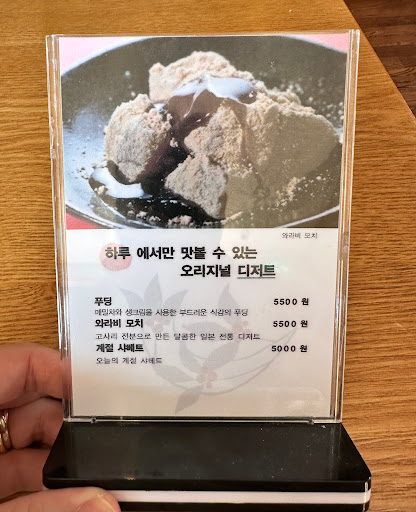 와라비 모치
하루 에서만 맛볼 수 있는
오리지널 디저트
푸딩 5500 원
메밀차와 생크림을 사용한 부드러운 식감의 푸딩
와라비 모치 5500 원
고사리 전분으로 만든 달콤한 일본 전통 디저트
계절 샤베트 5000 원
오늘의 계절 샤베트